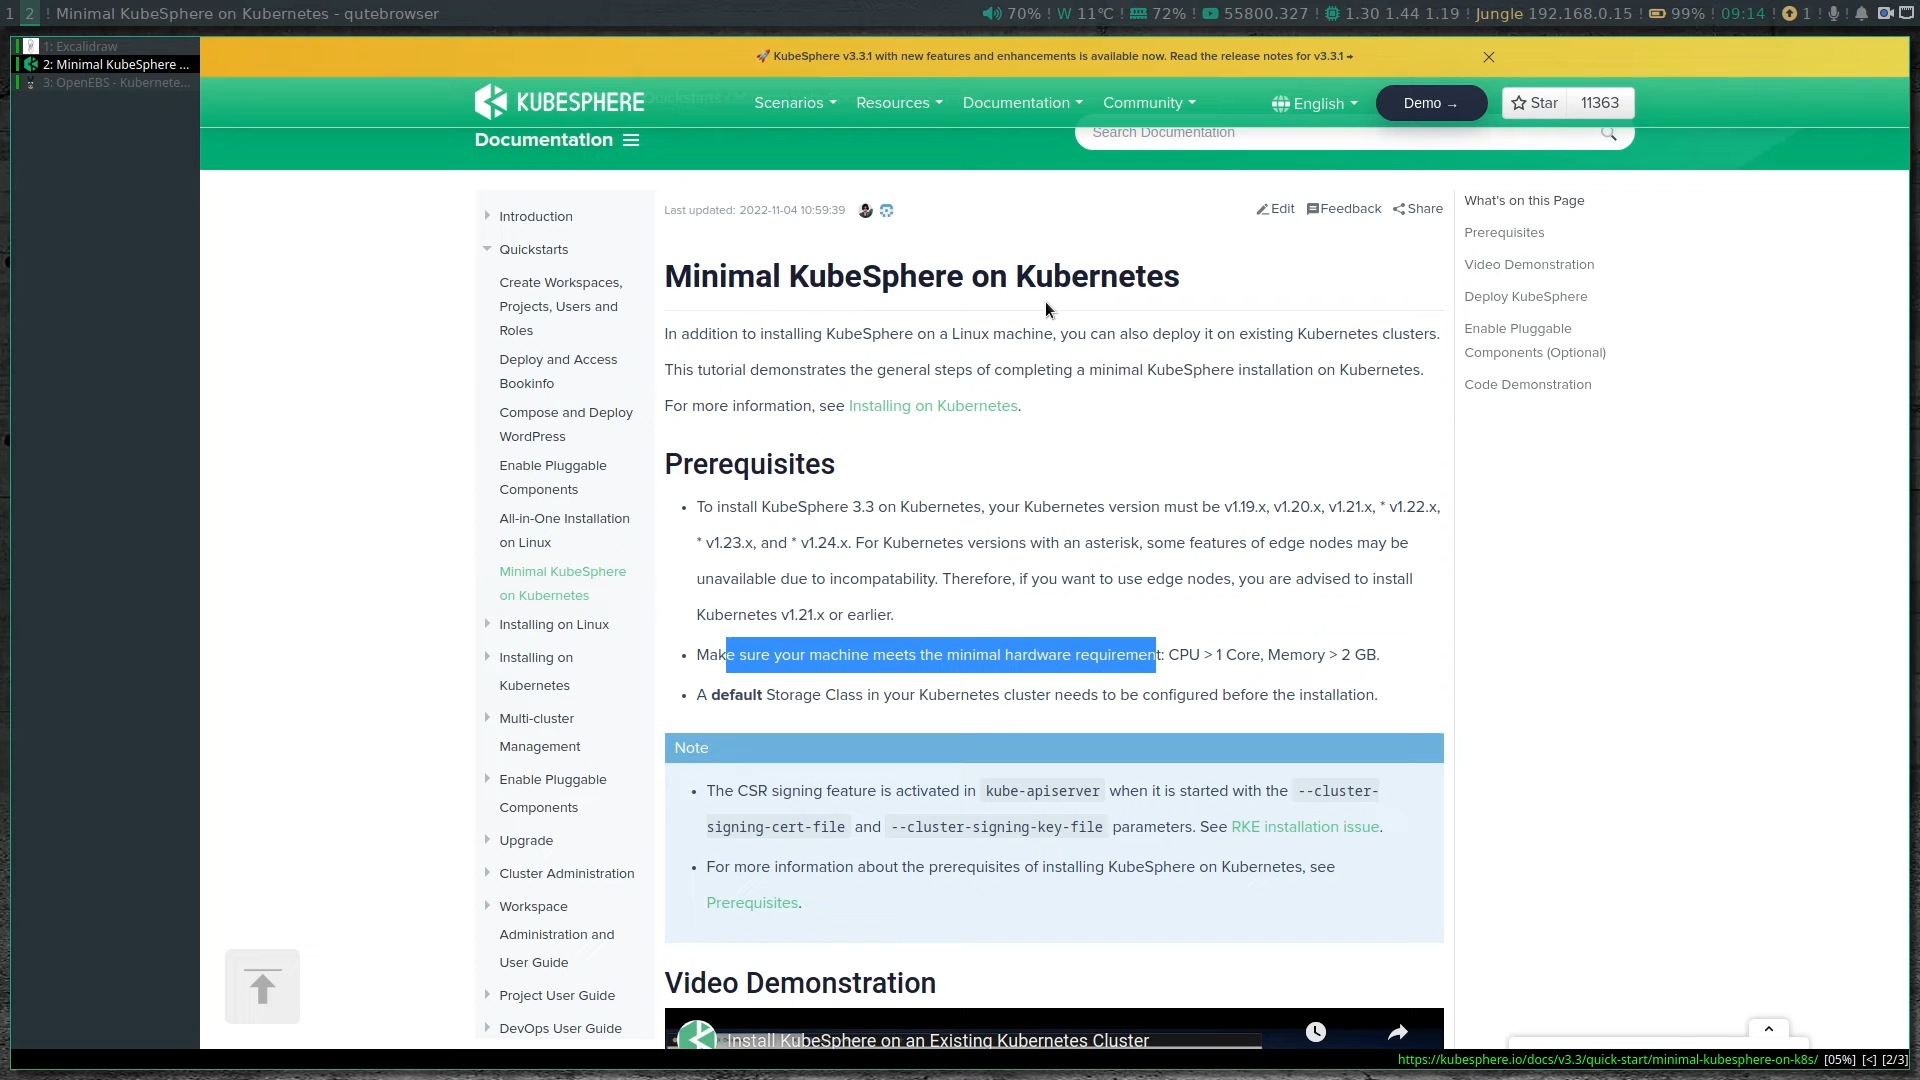 1 2 ! Minimal KubeSphere on Kubernetes - qutebrowser
70% ! W 11℃ ! 72% ! 55800.327 ! 1.30 1.44 1.19 ! Jungle 192.168.0.15 ! 99% ! 09:14 ! 1 ! ! !
1: Excalidraw
2: Minimal KubeSphere ...
3: OpenEBS - Kubernete...
🚀 KubeSphere v3.3.1 with new features and enhancements is available now. Read the release notes for v3.3.1 →
KUBESPHERE
Scenarios Resources Documentation Community English Demo → Star 11363
Documentation
Search Documentation
Introduction
Quickstarts
Create Workspaces,
Projects, Users and
Roles
Deploy and Access
Bookinfo
Compose and Deploy
WordPress
Enable Pluggable
Components
All-in-One Installation
on Linux
Minimal KubeSphere
on Kubernetes
Installing on Linux
Installing on
Kubernetes
Multi-cluster
Management
Enable Pluggable
Components
Upgrade
Cluster Administration
Workspace
Administration and
User Guide
Project User Guide
DevOps User Guide
Last updated: 2022-11-04 10:59:39
Edit Feedback Share
Minimal KubeSphere on Kubernetes
In addition to installing KubeSphere on a Linux machine, you can also deploy it on existing Kubernetes clusters.
This tutorial demonstrates the general steps of completing a minimal KubeSphere installation on Kubernetes.
For more information, see Installing on Kubernetes.
Prerequisites
• To install KubeSphere 3.3 on Kubernetes, your Kubernetes version must be v1.19.x, v1.20.x, v1.21.x, * v1.22.x,
* v1.23.x, and * v1.24.x. For Kubernetes versions with an asterisk, some features of edge nodes may be
unavailable due to incompatability. Therefore, if you want to use edge nodes, you are advised to install
Kubernetes v1.21.x or earlier.
• Make sure your machine meets the minimal hardware requirement: CPU > 1 Core, Memory > 2 GB.
• A default Storage Class in your Kubernetes cluster needs to be configured before the installation.
Note
• The CSR signing feature is activated in kube-apiserver when it is started with the --cluster-
signing-cert-file and --cluster-signing-key-file parameters. See RKE installation issue.
• For more information about the prerequisites of installing KubeSphere on Kubernetes, see
Prerequisites.
Video Demonstration
Install KubeSphere on an Existing Kubernetes Cluster
What's on this Page
Prerequisites
Video Demonstration
Deploy KubeSphere
Enable Pluggable
Components (Optional)
Code Demonstration
https://kubesphere.io/docs/v3.3/quick-start/minimal-kubesphere-on-k8s/ [05%] [<] [2/3]